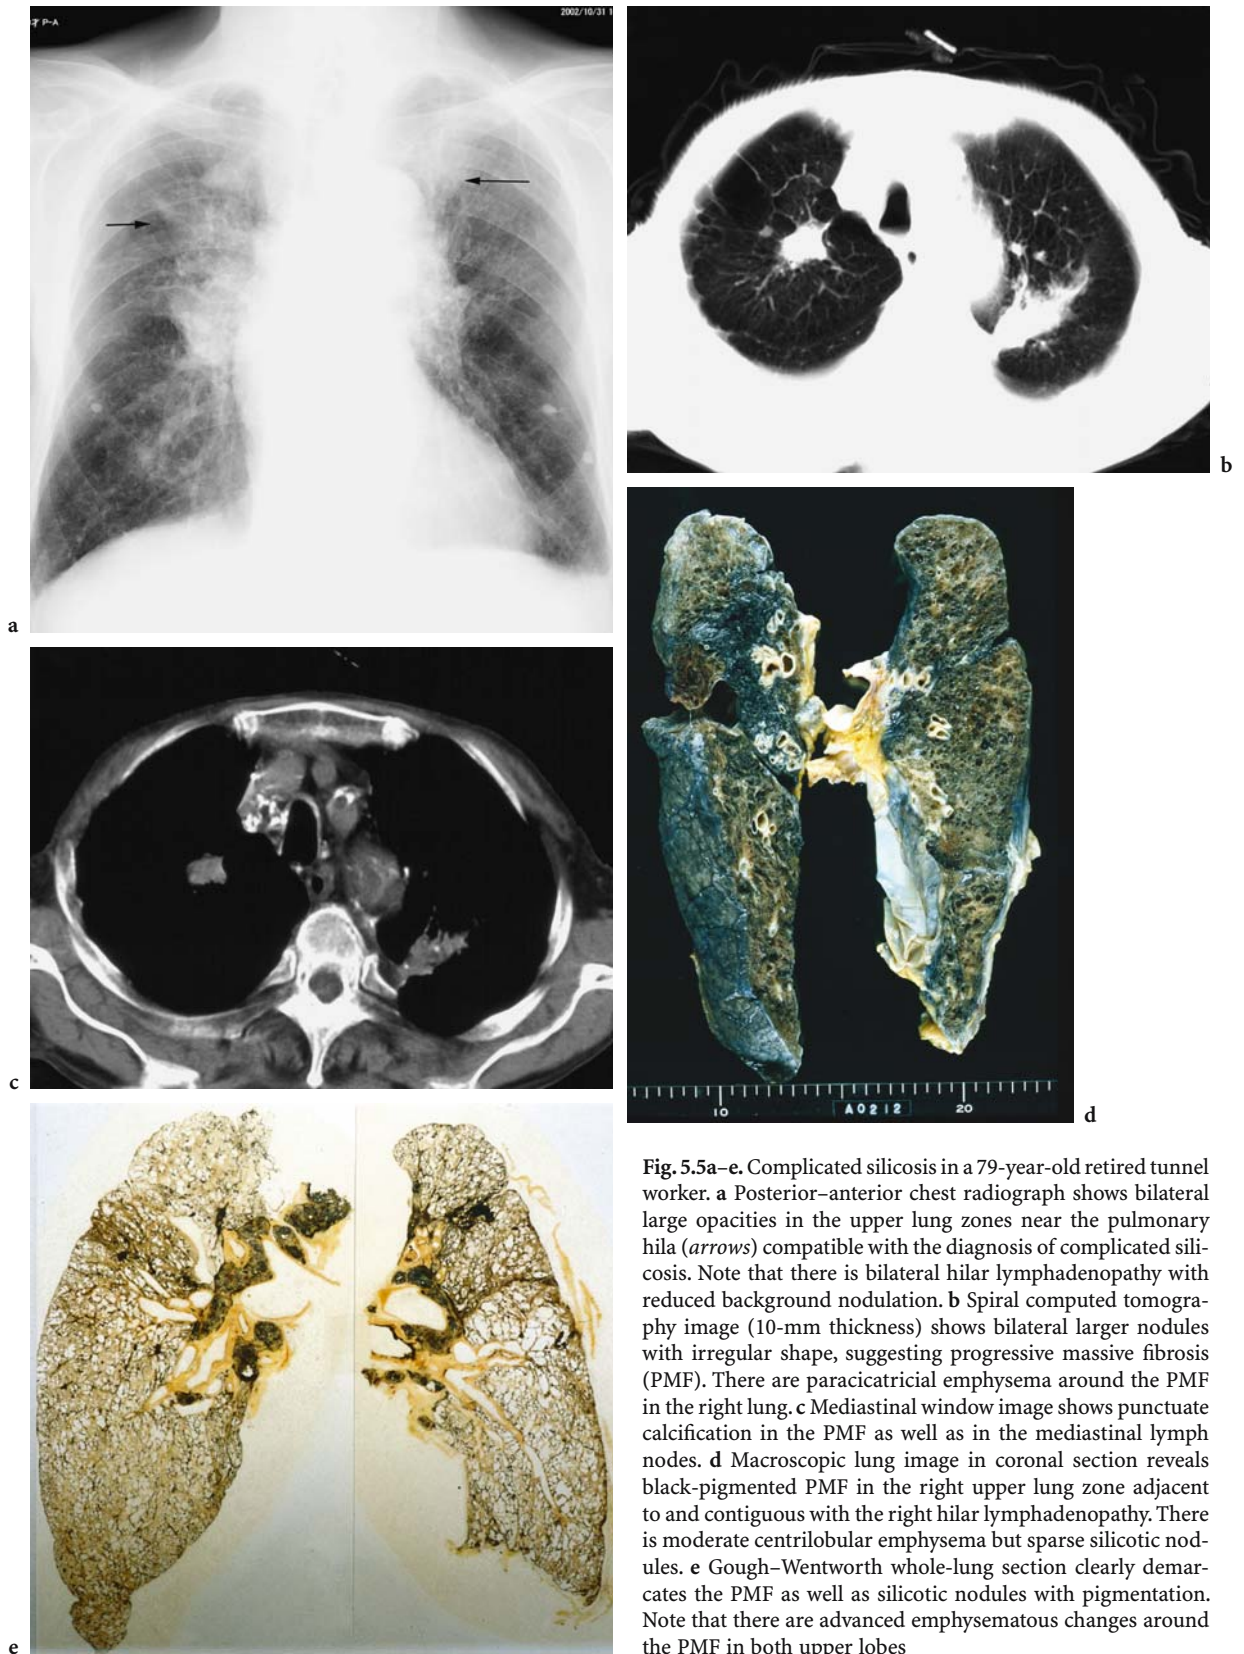 才 P-A
2002/10/31 1
a
b
c
10
A0212
20
d
e
Fig. 5.5a–e. Complicated silicosis in a 79-year-old retired tunnel
worker. a Posterior–anterior chest radiograph shows bilateral
large opacities in the upper lung zones near the pulmonary
hila (arrows) compatible with the diagnosis of complicated sili-
cosis. Note that there is bilateral hilar lymphadenopathy with
reduced background nodulation. b Spiral computed tomogra-
phy image (10-mm thickness) shows bilateral larger nodules
with irregular shape, suggesting progressive massive fibrosis
(PMF). There are paracicatricial emphysema around the PMF
in the right lung. c Mediastinal window image shows punctuate
calcification in the PMF as well as in the mediastinal lymph
nodes. d Macroscopic lung image in coronal section reveals
black-pigmented PMF in the right upper lung zone adjacent
to and contiguous with the right hilar lymphadenopathy. There
is moderate centrilobular emphysema but sparse silicotic nod-
ules. e Gough–Wentworth whole-lung section clearly demar-
cates the PMF as well as silicotic nodules with pigmentation.
Note that there are advanced emphysematous changes around
the PMF in both upper lobes